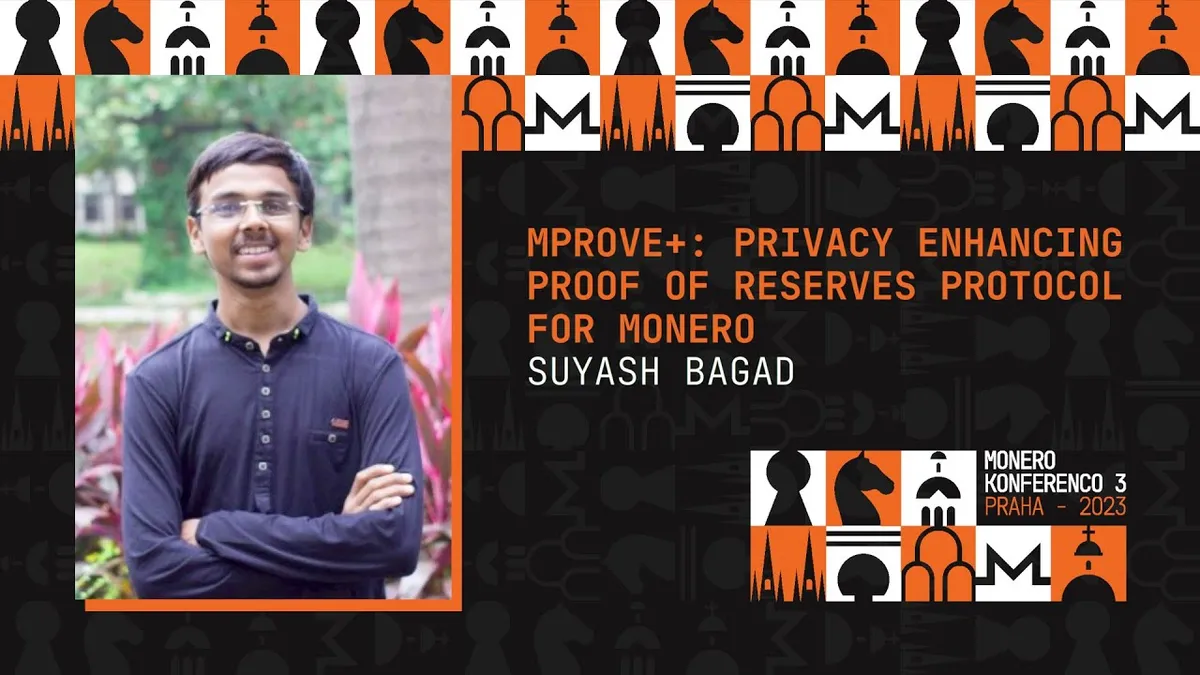 MPROVE+: PRIVACY ENHANCING
PROOF OF RESERVES PROTOCOL
FOR MONERO
SUYASH BAGAD
MONERO
KONFERENCO 3
PRAHA - 2023